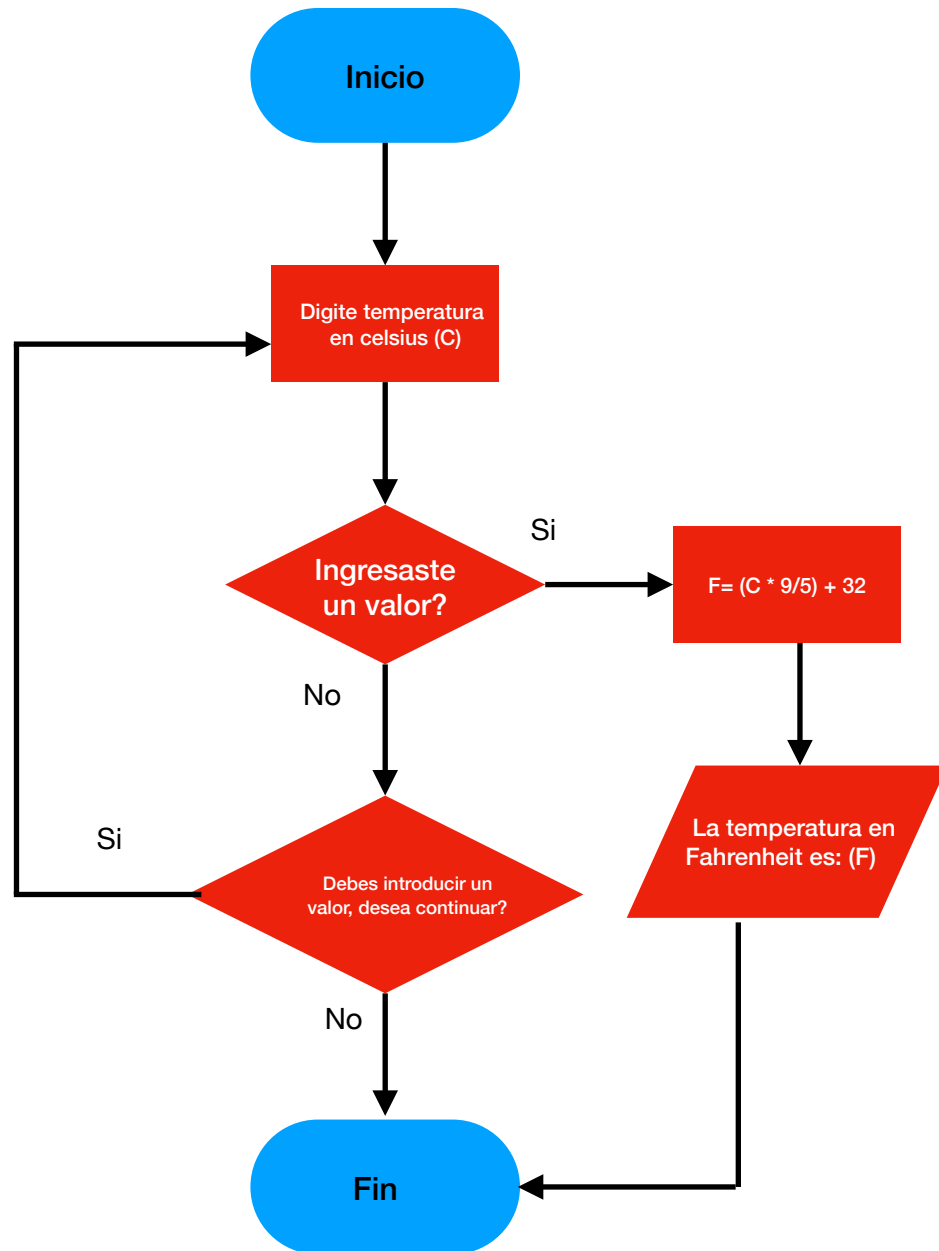 Inicio
Digite temperatura
en celsius (C)
Si
Ingresaste
un valor?
F= (C * 9/5) + 32
No
La temperatura en
Fahrenheit es: (F)
Si
Debes introducir un
valor, desea continuar?
No
Fin